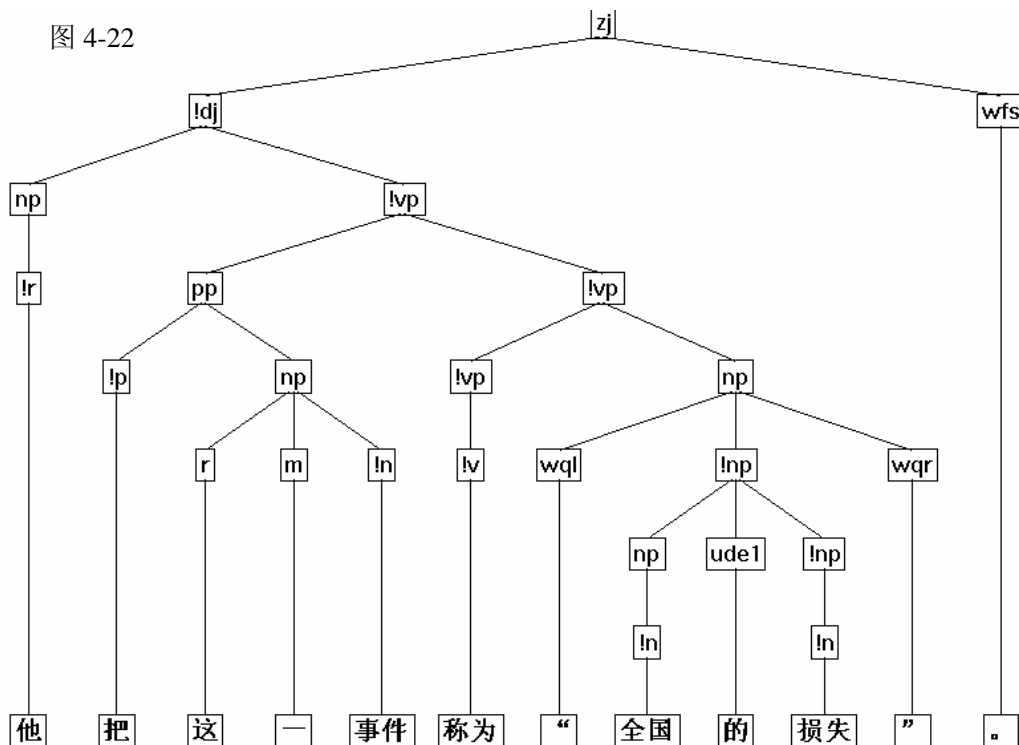 图 4-22
zj
!dj wfs
np !vp
!r pp !vp
!p np !vp np
r m !n !v wql !np wqr
np ude1 !np
!n !n
他 把 这 一 事件 称为 “ 全国 的 损失 ” 。